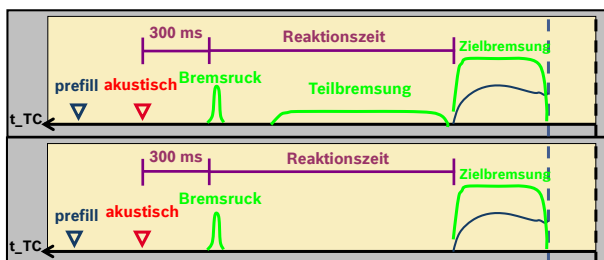 300 ms
Reaktionszeit
Zielbremsung
prefill
akustisch
Bremsruck
Teilbremsung
t_TC
300 ms
Reaktionszeit
Zielbremsung
prefill
akustisch
Bremsruck
t_TC